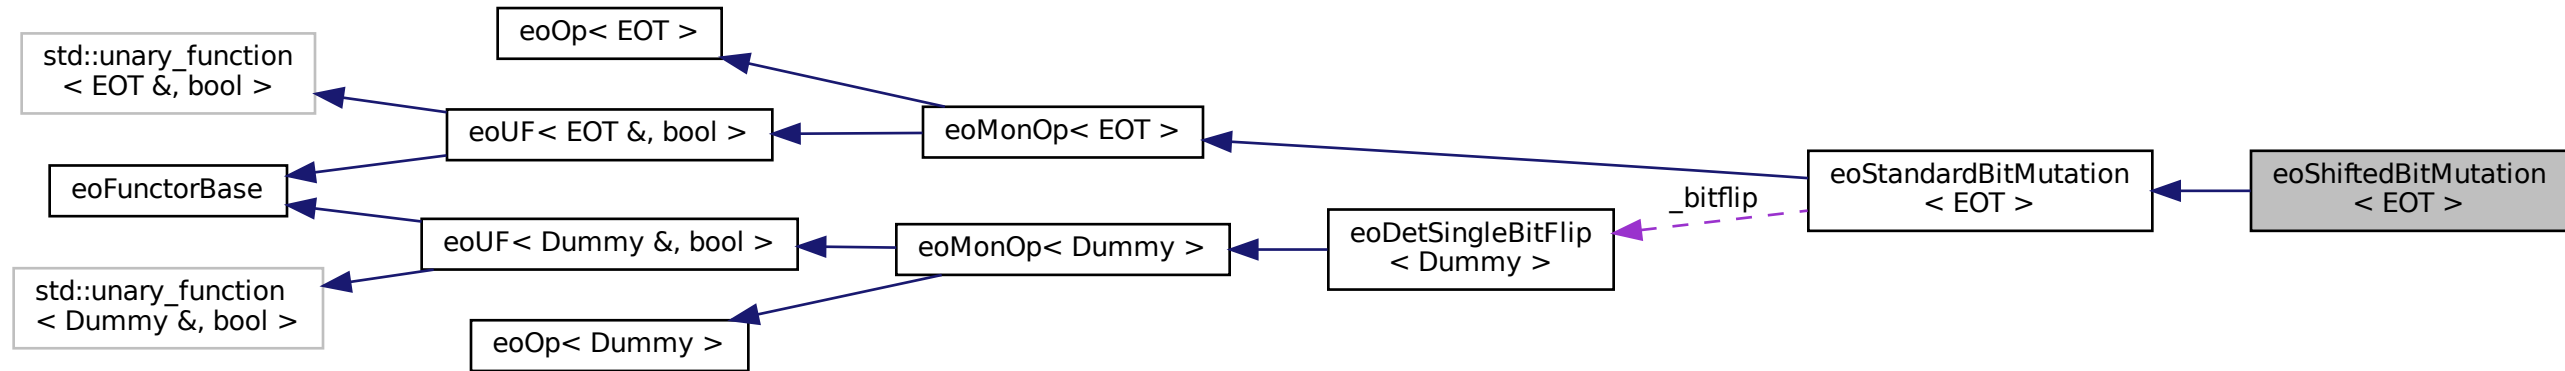 eoOp< EOT >
std::unary_function
< EOT &, bool >
eoUF< EOT &, bool >
eoMonOp< EOT >
eoFunctorBase
eoStandardBitMutation
< EOT >
eoShiftedBitMutation
< EOT >
_bitflip
eoUF< Dummy &, bool >
eoMonOp< Dummy >
eoDetSingleBitFlip
< Dummy >
std::unary_function
< Dummy &, bool >
eoOp< Dummy >